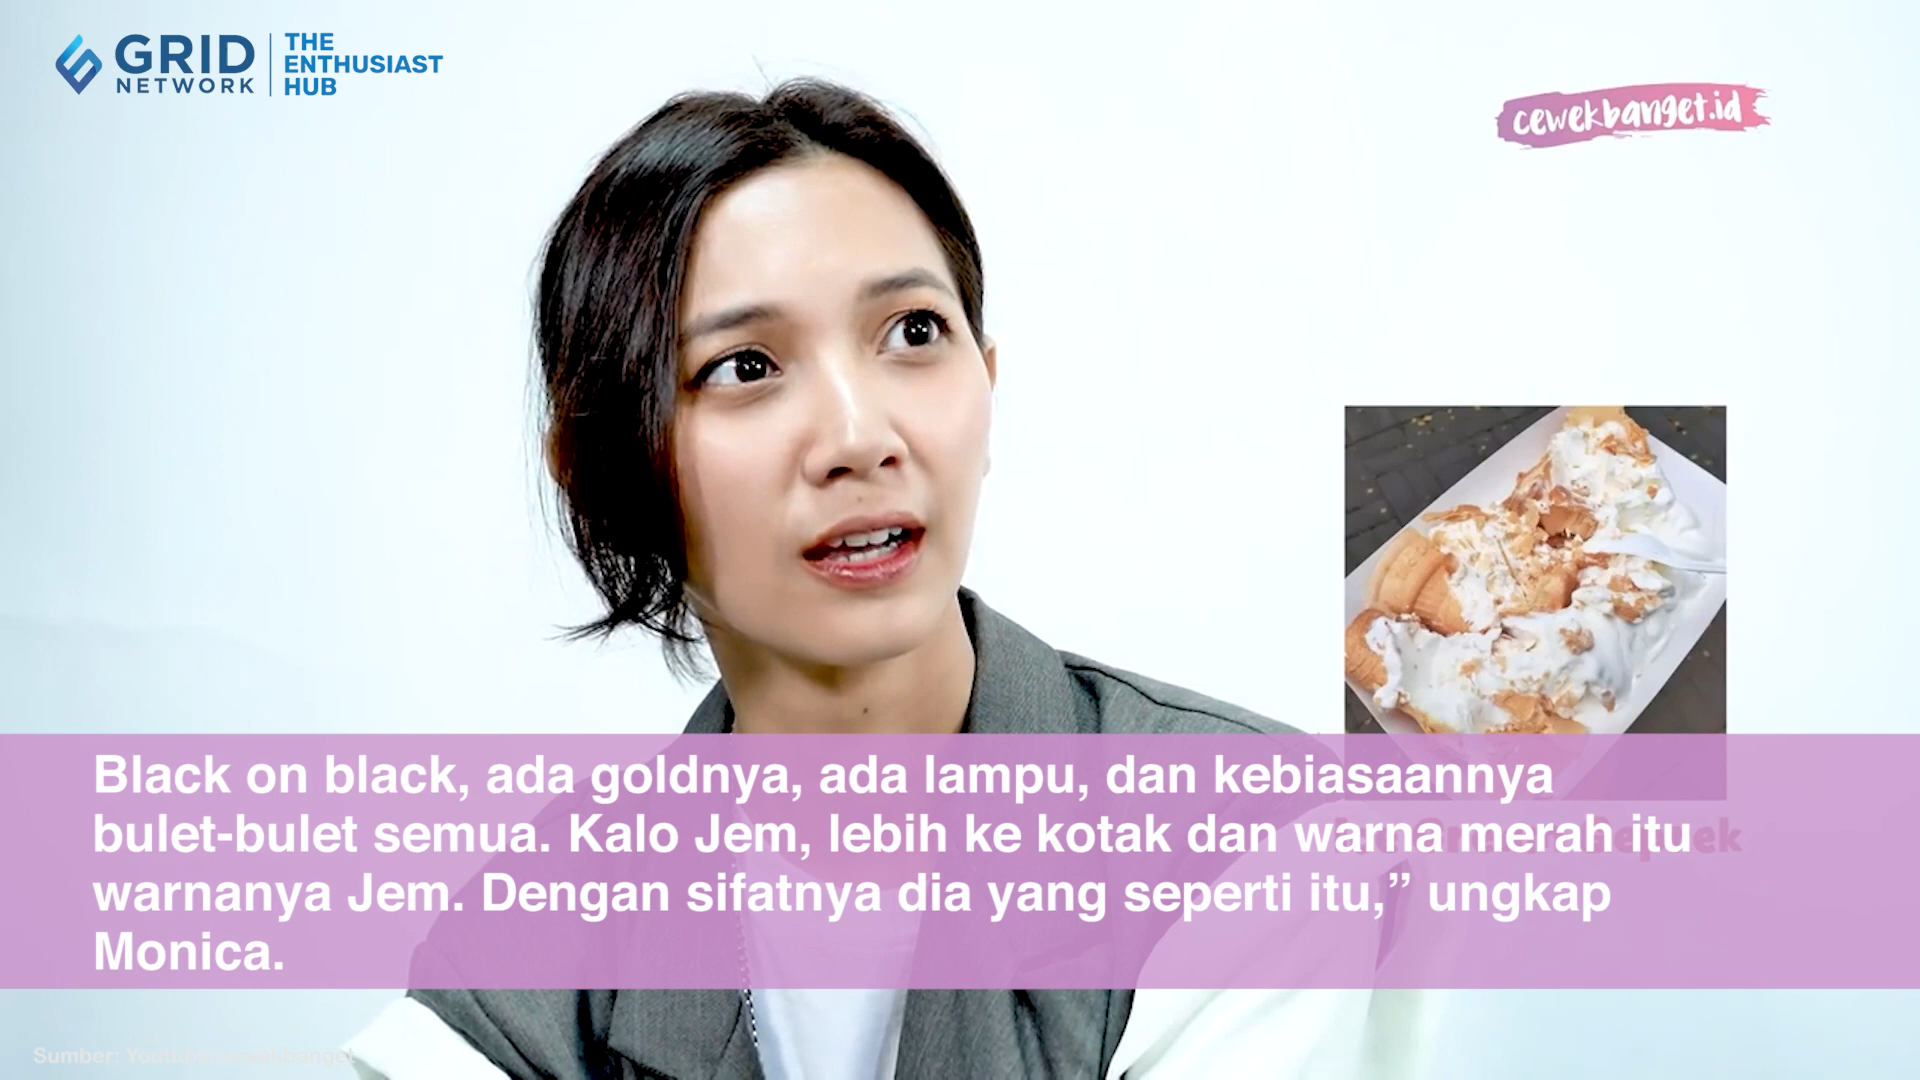 GRID
NETWORK
THE
ENTHUSIAST
HUB
cewekbanget.id
Black on black, ada goldnya, ada lampu, dan kebiasaannya
bulet-bulet semua. Kalo Jem, lebih ke kotak dan warna merah itu
warnanya Jem. Dengan sifatnya dia yang seperti itu,” ungkap
Monica.
Sumber: Youtube